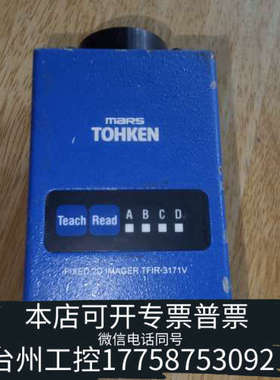 mars
TOHKEN
Teach Read A B C D
FIXED 2D IMAGER TFIR-3171V
本店可开专票普票
微信电话同号
台州工控17758753092